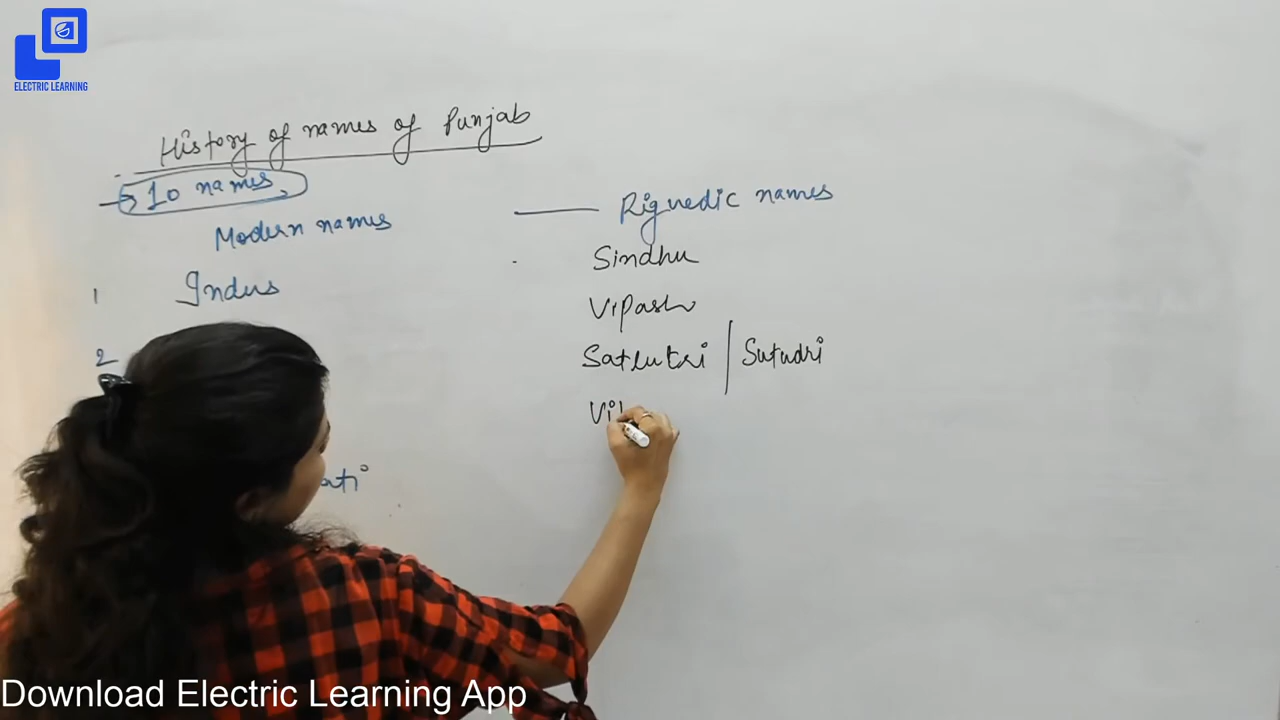 ELECTRIC LEARNING
History of names of Punjab
→ 10 names
Modern names — Rigvedic names
1 Indus
Sindhu
Vipash
2
Satlutri / Sutudri
Vi
ati
Download Electric Learning App